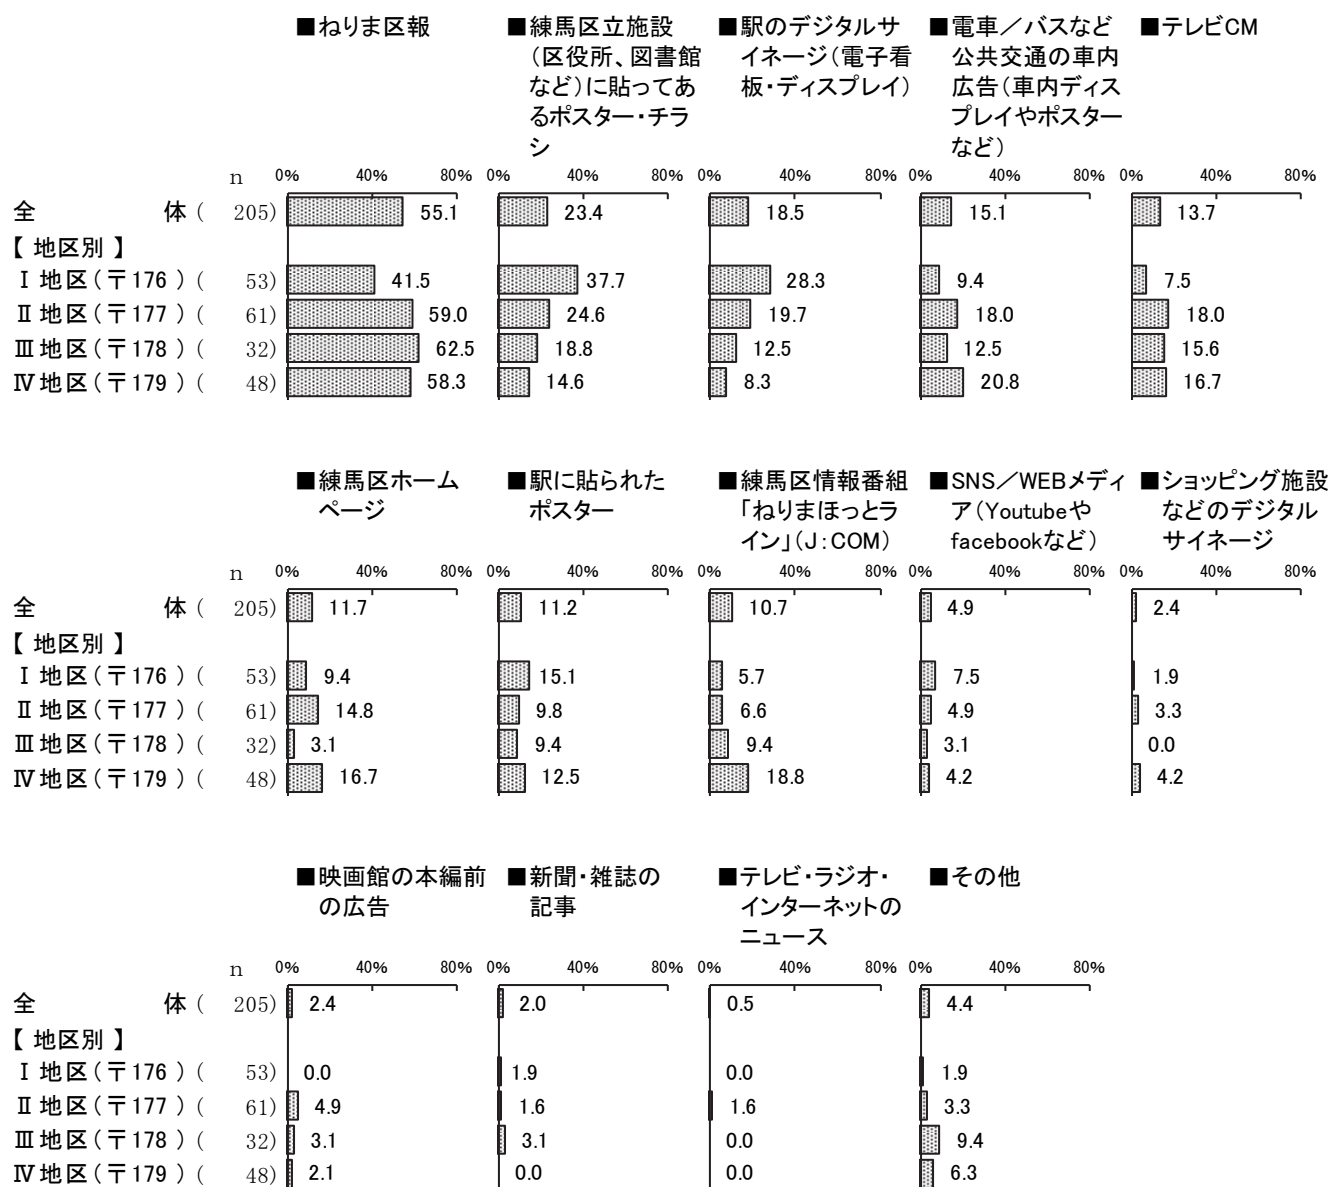 ■ねりま区報 ■練馬区立施設 ■駅のデジタルサ ■電車／バスなど ■テレビCM
（区役所、図書館 イネージ（電子看 公共交通の車内
など）に貼ってあ 板・ディスプレイ） 広告（車内ディス
るポスター・チラ プレイやポスター
シ など）
n 0% 40% 80% 0% 40% 80% 0% 40% 80% 0% 40% 80% 0% 40% 80%
全 体 ( 205) 55.1 23.4 18.5 15.1 13.7
【 地区別 】
Ⅰ 地区（〒176 ）( 53) 41.5 37.7 28.3 9.4 7.5
Ⅱ 地区（〒177 ）( 61) 59.0 24.6 19.7 18.0 18.0
Ⅲ 地区（〒178 ）( 32) 62.5 18.8 12.5 12.5 15.6
Ⅳ 地区（〒179 ）( 48) 58.3 14.6 8.3 20.8 16.7
■練馬区ホーム ■駅に貼られた ■練馬区情報番組 ■SNS／WEBメディ ■ショッピング施設
ページ ポスター 「ねりまほっとラ ア（Youtubeや などのデジタル
イン」（J：COM） facebookなど） サイネージ
n 0% 40% 80% 0% 40% 80% 0% 40% 80% 0% 40% 80% 0% 40% 80%
全 体 ( 205) 11.7 11.2 10.7 4.9 2.4
【 地区別 】
Ⅰ 地区（〒176 ）( 53) 9.4 15.1 5.7 7.5 1.9
Ⅱ 地区（〒177 ）( 61) 14.8 9.8 6.6 4.9 3.3
Ⅲ 地区（〒178 ）( 32) 3.1 9.4 9.4 3.1 0.0
Ⅳ 地区（〒179 ）( 48) 16.7 12.5 18.8 4.2 4.2
■映画館の本編前 ■新聞・雑誌の ■テレビ・ラジオ・ ■その他
の広告 記事 インターネットの
ニュース
n 0% 40% 80% 0% 40% 80% 0% 40% 80% 0% 40% 80%
全 体 ( 205) 2.4 2.0 0.5 4.4
【 地区別 】
Ⅰ 地区（〒176 ）( 53) 0.0 1.9 0.0 1.9
Ⅱ 地区（〒177 ）( 61) 4.9 1.6 1.6 3.3
Ⅲ 地区（〒178 ）( 32) 3.1 3.1 0.0 9.4
Ⅳ 地区（〒179 ）( 48) 2.1 0.0 0.0 6.3